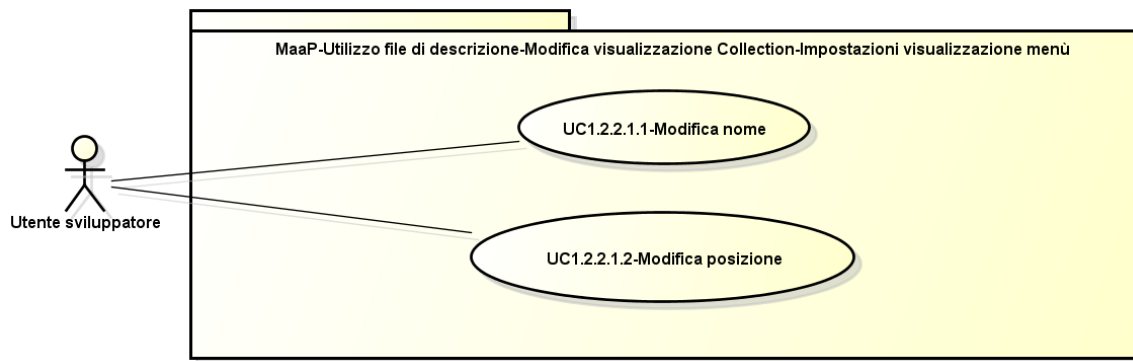 MaaP-Utilizzo file di descrizione-Modifica visualizzazione Collection-Impostazioni visualizzazione menù
UC1.2.2.1.1-Modifica nome
Utente sviluppatore
UC1.2.2.1.2-Modifica posizione